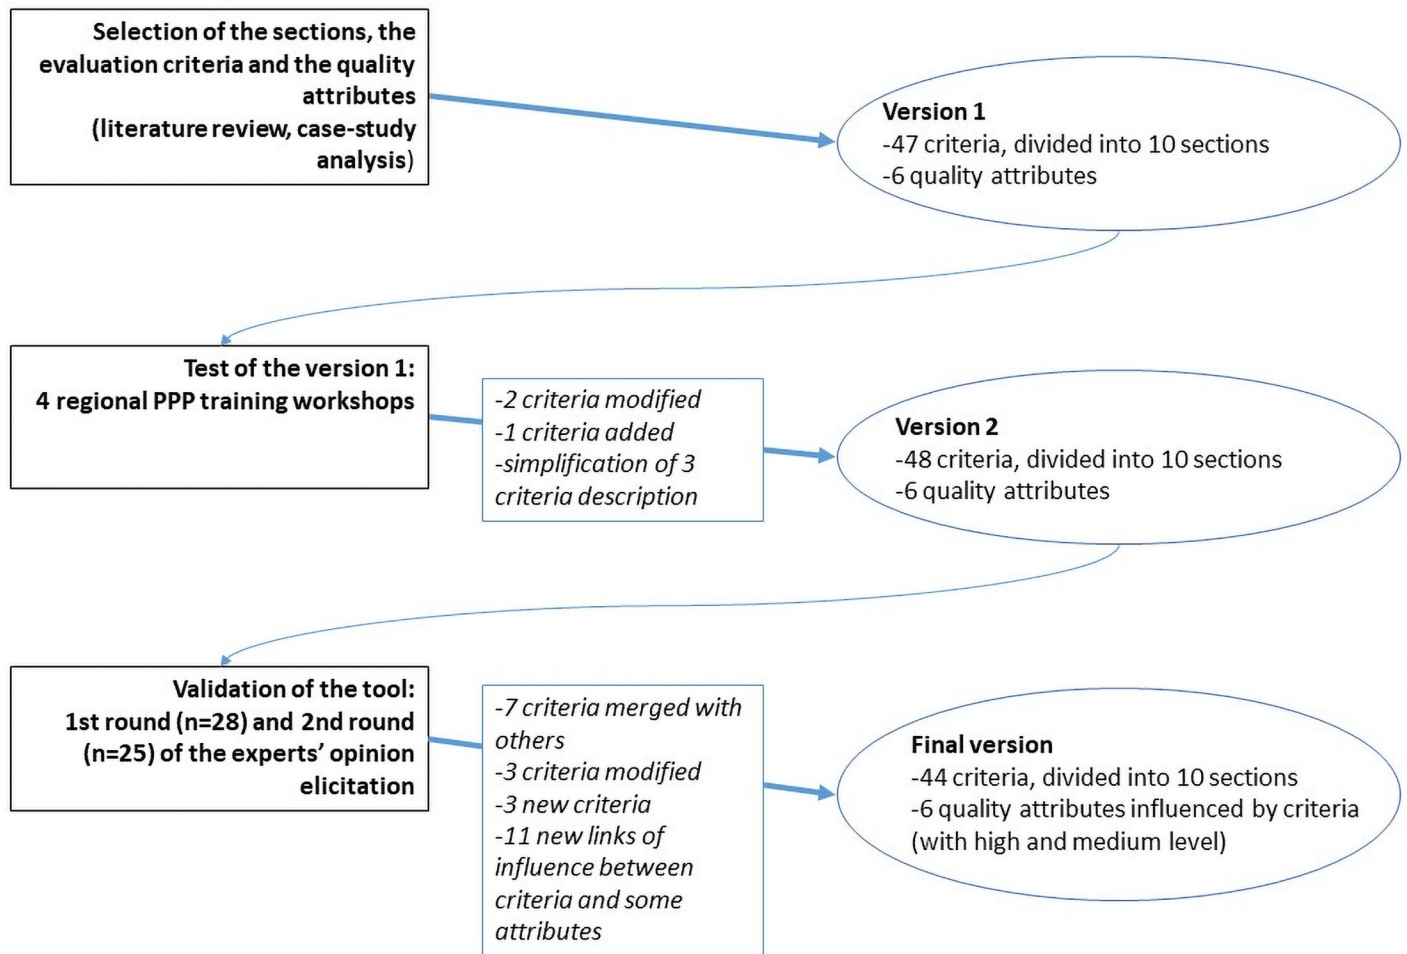 Selection of the sections, the
evaluation criteria and the quality
attributes
(literature review, case-study
analysis)
Version 1
-47 criteria, divided into 10 sections
-6 quality attributes
Test of the version 1:
4 regional PPP training workshops
-2 criteria modified
-1 criteria added
-simplification of 3
criteria description
Version 2
-48 criteria, divided into 10 sections
-6 quality attributes
Validation of the tool:
1st round (n=28) and 2nd round
(n=25) of the experts’ opinion
elicitation
-7 criteria merged with
others
-3 criteria modified
-3 new criteria
-11 new links of
influence between
criteria and some
attributes
Final version
-44 criteria, divided into 10 sections
-6 quality attributes influenced by criteria
(with high and medium level)